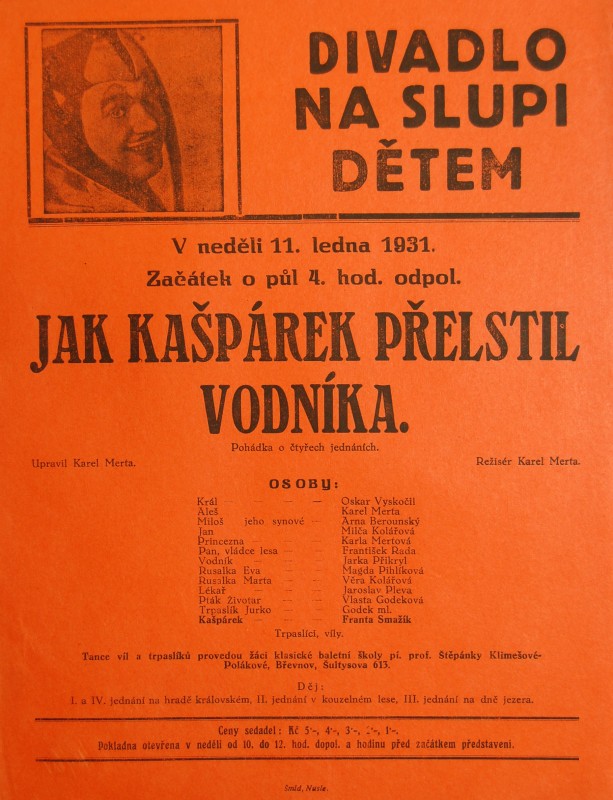 DIVADLO
NA SLUPI
DĚTEM
V neděli 11. ledna 1931.
Začátek o půl 4. hod. odpol.
JAK KAŠPÁREK PŘELSTIL
VODNÍKA.
Pohádka o čtyřech jednáních.
Upravil Karel Merta. Režisér Karel Merta.
OSOBY:
Král — — — — Oskar Vyskočil
Aleš Karel Merta
Miloš jeho synové — Arna Berounský
Jan Milča Kolářová
Princezna — — — Karla Mertová
Pan, vládce lesa — — František Rada
Vodník — — — Jarka Přikryl
Rusalka Eva — — Magda Pihlíková
Rusalka Marta — — Věra Kolářová
Lékař — — — Jaroslav Pleva
Pták Životar — — Vlasta Godeková
Trpaslík Jurko — — Godek ml.
Kašpárek — — — Franta Smažík
Trpaslíci, víly.
Tance víl a trpaslíků provedou žáci klasické baletní školy pí. prof. Štěpánky Klimešové-
Polákové, Břevnov, Šultysova 613.
Děj:
I. a IV. jednání na hradě královském, II. jednání v kouzelném lese, III. jednání na dně jezera.
Ceny sedadel: Kč 5·-, 4·-, 3·-, 2·-, 1·-.
Pokladna otevřena v neděli od 10. do 12. hod. dopol. a hodinu před začátkem představení.
Šmíd, Nusle.